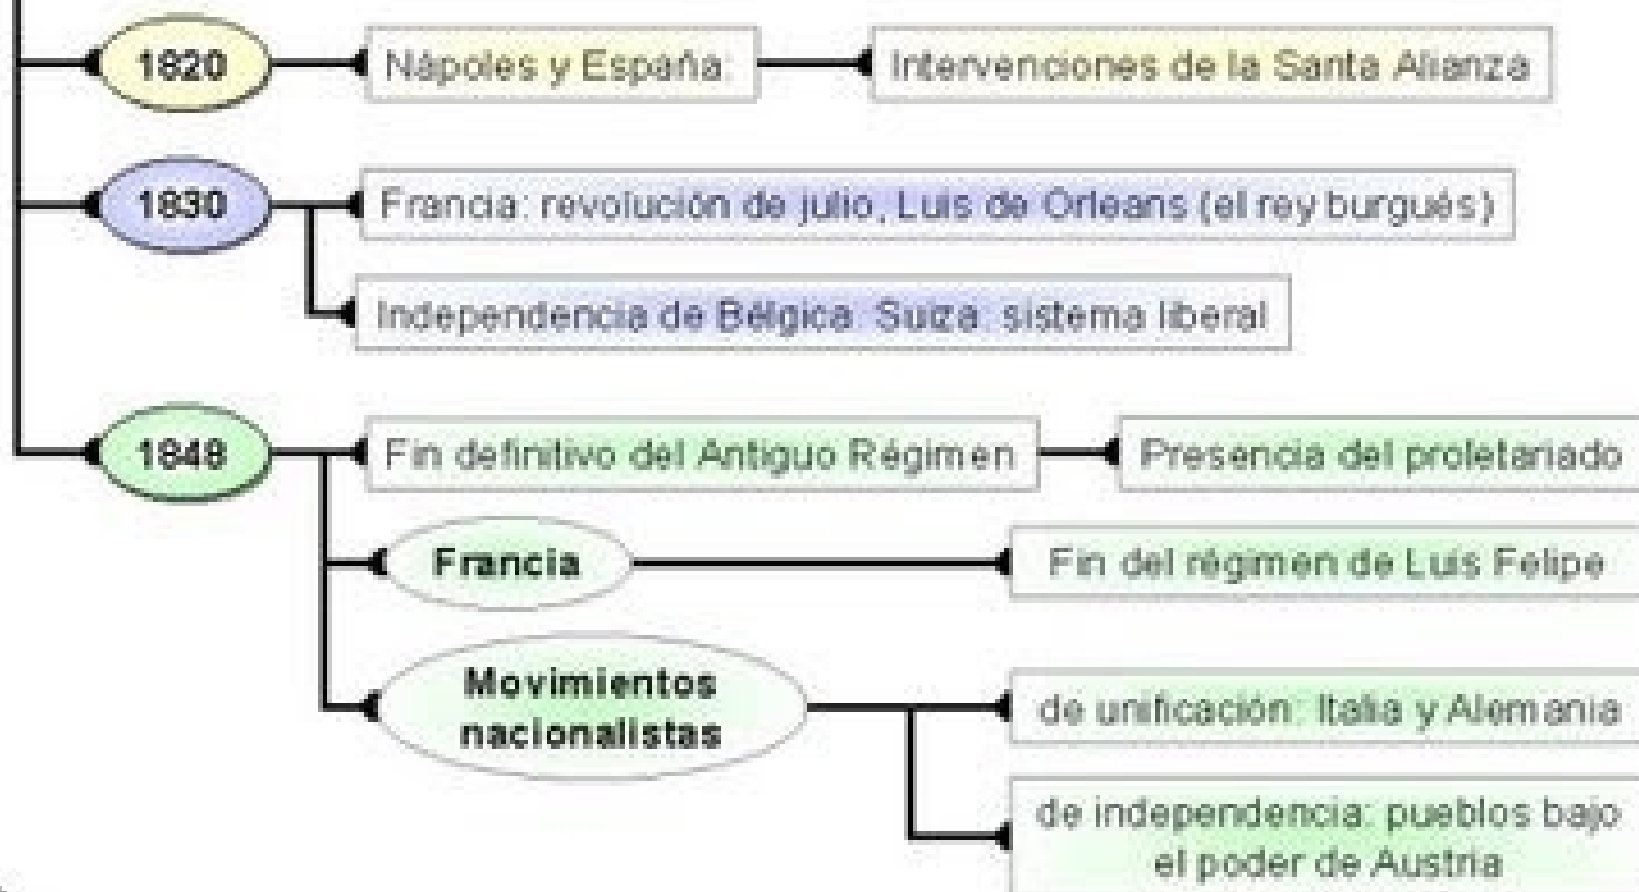 1820
Nápoles y España:
Intervenciones de la Santa Alianza
1830
Francia: revolución de julio, Luis de Orleans (el rey burgués)
Independencia de Bélgica. Suiza: sistema liberal
1848
Fin definitivo del Antiguo Régimen
Presencia del proletariado
Francia
Fin del régimen de Luis Felipe
Movimientos
nacionalistas
de unificación: Italia y Alemania
de independencia: pueblos bajo
el poder de Austria